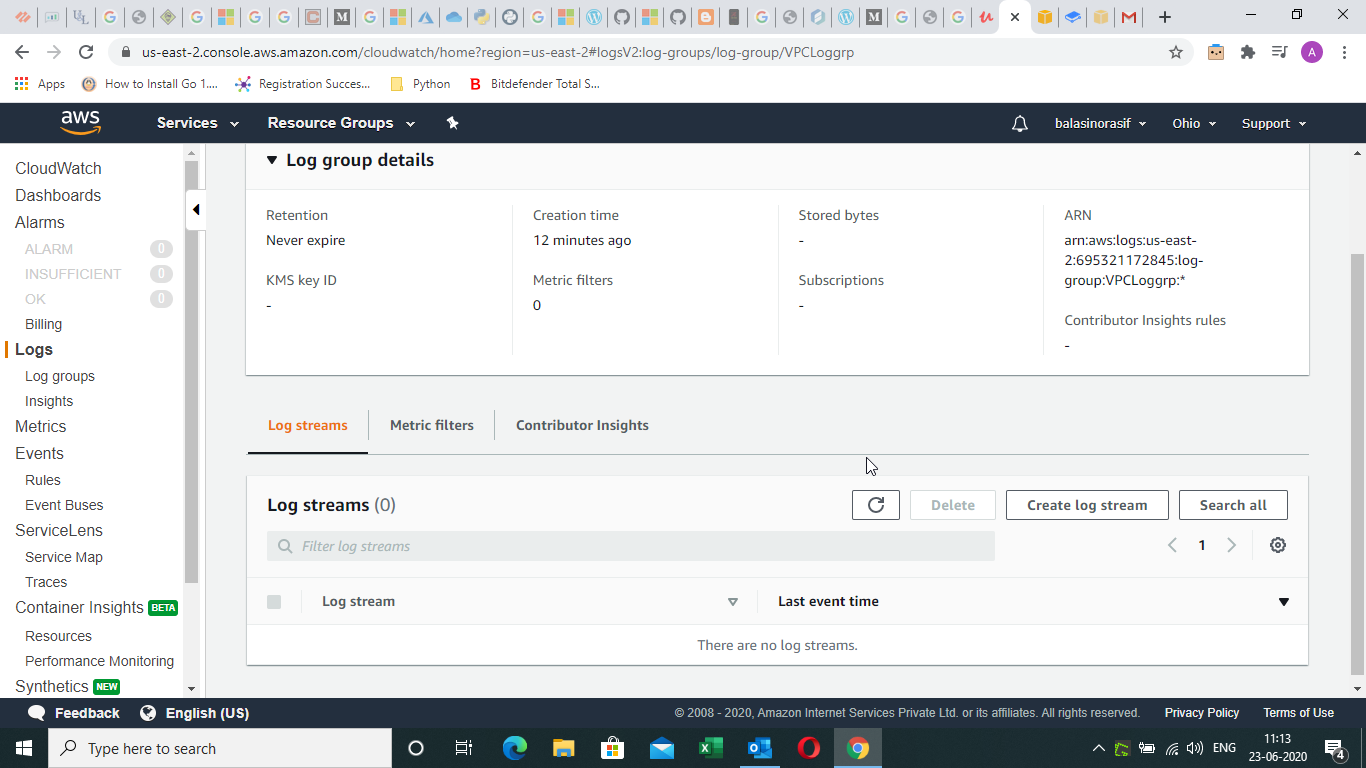 us-east-2.console.aws.amazon.com/cloudwatch/home?region=us-east-2#logsV2:log-groups/log-group/VPCLoggrp
A
Apps
How to Install Go 1....
Registration Succes...
Python
B Bitdefender Total S...
aws
Services
Resource Groups
balasinorasif
Ohio
Support
CloudWatch
Dashboards
Alarms
ALARM 0
INSUFFICIENT 0
OK 0
Billing
Logs
Log groups
Insights
Metrics
Events
Rules
Event Buses
ServiceLens
Service Map
Traces
Container Insights BETA
Resources
Performance Monitoring
Synthetics NEW
Log group details
Retention
Never expire
KMS key ID
-
Creation time
12 minutes ago
Metric filters
0
Stored bytes
-
Subscriptions
-
ARN
arn:aws:logs:us-east-
2:695321172845:log-
group:VPCLoggrp:*
Contributor Insights rules
-
Log streams
Metric filters
Contributor Insights
Log streams (0)
Delete
Create log stream
Search all
Filter log streams
1
Log stream
Last event time
There are no log streams.
Feedback
English (US)
© 2008 - 2020, Amazon Internet Services Private Ltd. or its affiliates. All rights reserved.
Privacy Policy
Terms of Use
Type here to search
ENG
11:13
23-06-2020
4